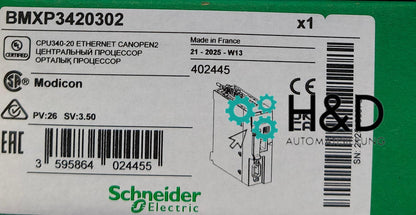 BMXP3420302
x1
CPU340-20 ETHERNET CANOPEN2
ЦЕНТРАЛЬНЫЙ ПРОЦЕССОР
ОРТАЛЫҚ ПРОЦЕССОР
Made in France
21 - 2025 - W13
402445
Modicon
PV:26 SV:3.50
H&D
EAC
3 595864 024455
Schneider
Electric